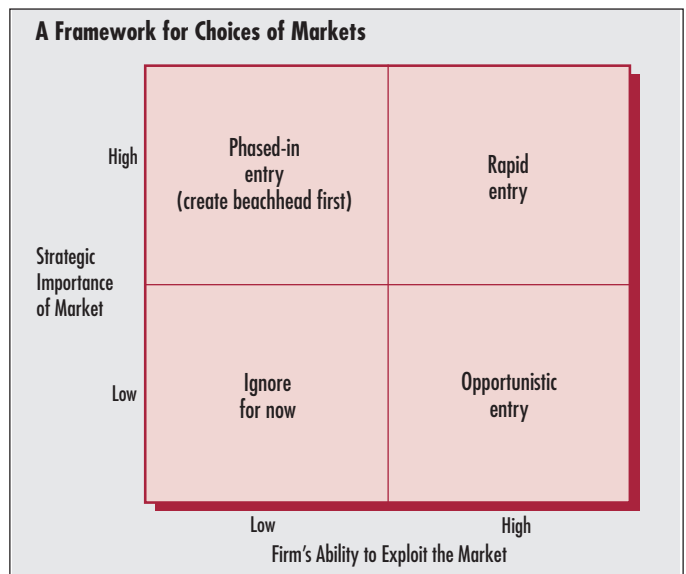 A Framework for Choices of Markets
High
Phased-in
entry
(create beachhead first)
Rapid
entry
Strategic
Importance
of Market
Low
Ignore
for now
Opportunistic
entry
Low
High
Firm's Ability to Exploit the Market